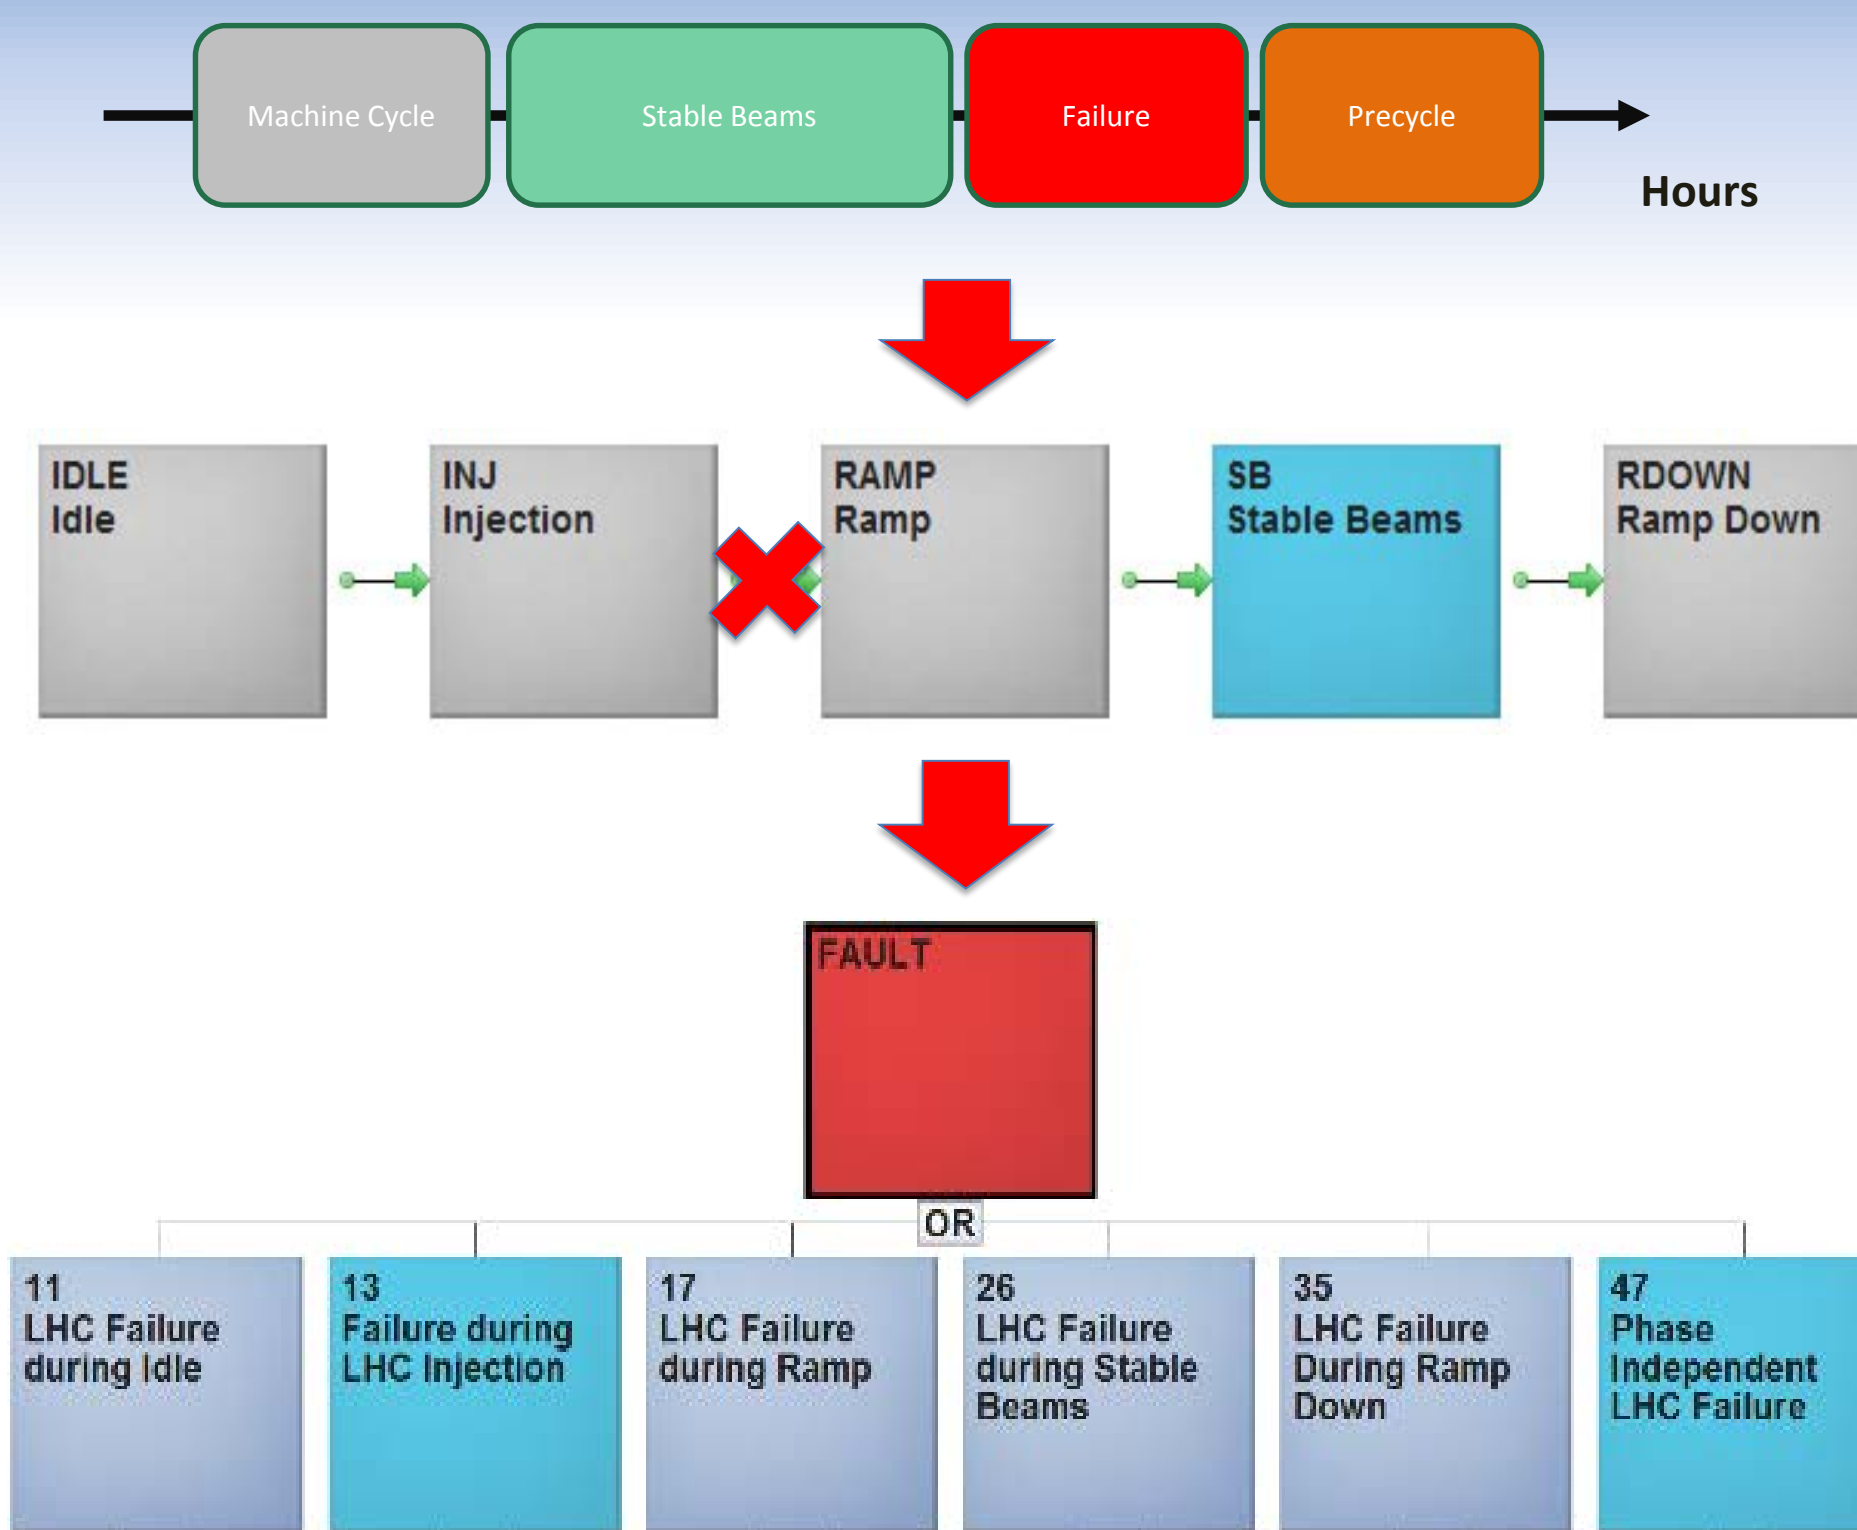 Machine Cycle
Stable Beams
Failure
Precycle
Hours
IDLE
Idle
INJ
Injection
RAMP
Ramp
SB
Stable Beams
RDOWN
Ramp Down
FAULT
OR
11
LHC Failure
during Idle
13
Failure during
LHC Injection
17
LHC Failure
during Ramp
26
LHC Failure
during Stable
Beams
35
LHC Failure
During Ramp
Down
47
Phase
Independent
LHC Failure